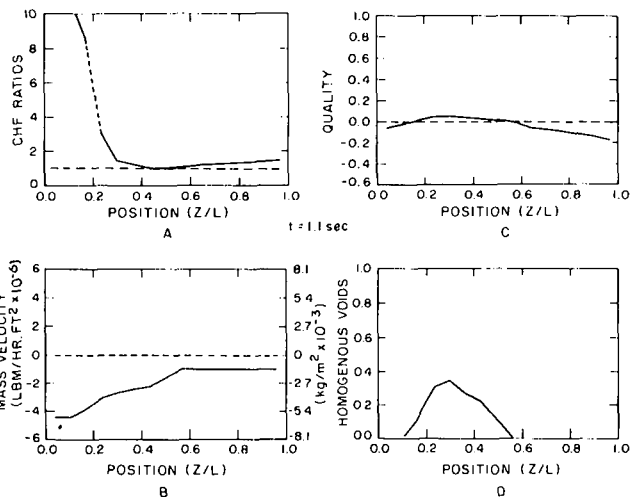 10
8
6
4
2
0
CHF RATIOS
0.0 0.2 0.4 0.6 0.8 1.0
POSITION (Z/L)
A
1.0
0.8
0.6
0.4
0.2
0.0
-0.2
-0.4
-0.6
QUALITY
0.0 0.2 0.4 0.6 0.8 1.0
POSITION (Z/L)
C
t = 1.1 sec
6
4
2
0
-2
-4
-6
MASS VELOCITY
(LBM/HR.FT² x 10⁻⁶)
8.1
5.4
2.7
0
-2.7
-5.4
-8.1
(kg/m² x 10⁻³)
0.0 0.2 0.4 0.6 0.8 1.0
POSITION (Z/L)
B
1.0
0.8
0.6
0.4
0.2
0.0
HOMOGENOUS VOIDS
0.0 0.2 0.4 0.6 0.8 1.0
POSITION (Z/L)
D